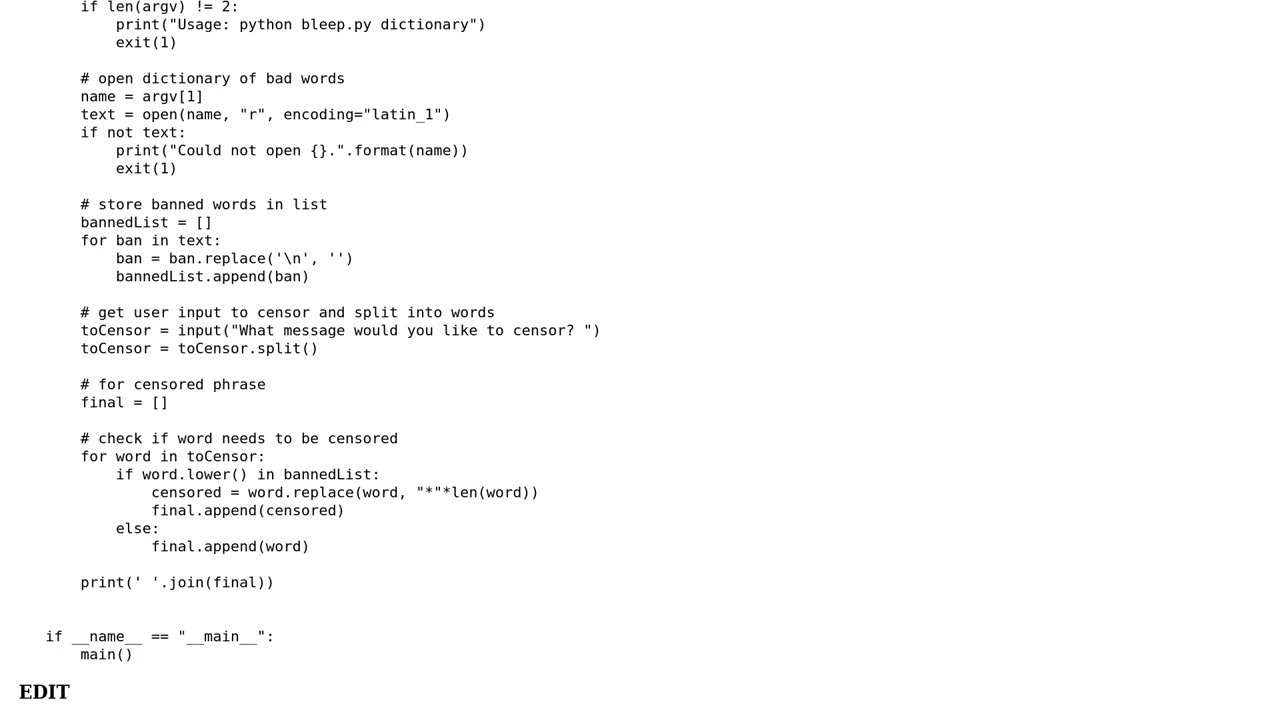 if len(argv) != 2:
    print("Usage: python bleep.py dictionary")
    exit(1)

# open dictionary of bad words
name = argv[1]
text = open(name, "r", encoding="latin_1")
if not text:
    print("Could not open {}.".format(name))
    exit(1)

# store banned words in list
bannedList = []
for ban in text:
    ban = ban.replace('\n', '')
    bannedList.append(ban)

# get user input to censor and split into words
toCensor = input("What message would you like to censor? ")
toCensor = toCensor.split()

# for censored phrase
final = []

# check if word needs to be censored
for word in toCensor:
    if word.lower() in bannedList:
        censored = word.replace(word, "*"*len(word))
        final.append(censored)
    else:
        final.append(word)

print(' '.join(final))


if __name__ == "__main__":
    main()
EDIT